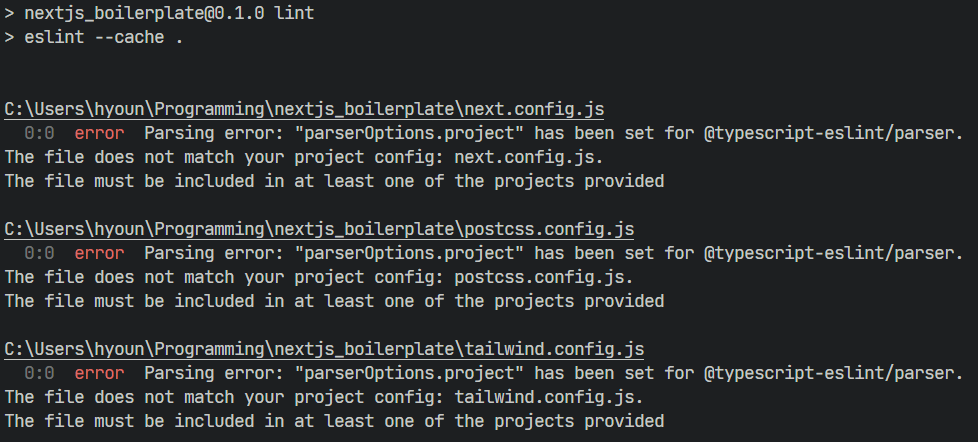 > nextjs_boilerplate@0.1.0 lint
> eslint --cache .
C:\Users\hyoun\Programming\nextjs_boilerplate\next.config.js
0:0  error  Parsing error: "parserOptions.project" has been set for @typescript-eslint/parser.
The file does not match your project config: next.config.js.
The file must be included in at least one of the projects provided
C:\Users\hyoun\Programming\nextjs_boilerplate\postcss.config.js
0:0  error  Parsing error: "parserOptions.project" has been set for @typescript-eslint/parser.
The file does not match your project config: postcss.config.js.
The file must be included in at least one of the projects provided
C:\Users\hyoun\Programming\nextjs_boilerplate\tailwind.config.js
0:0  error  Parsing error: "parserOptions.project" has been set for @typescript-eslint/parser.
The file does not match your project config: tailwind.config.js.
The file must be included in at least one of the projects provided